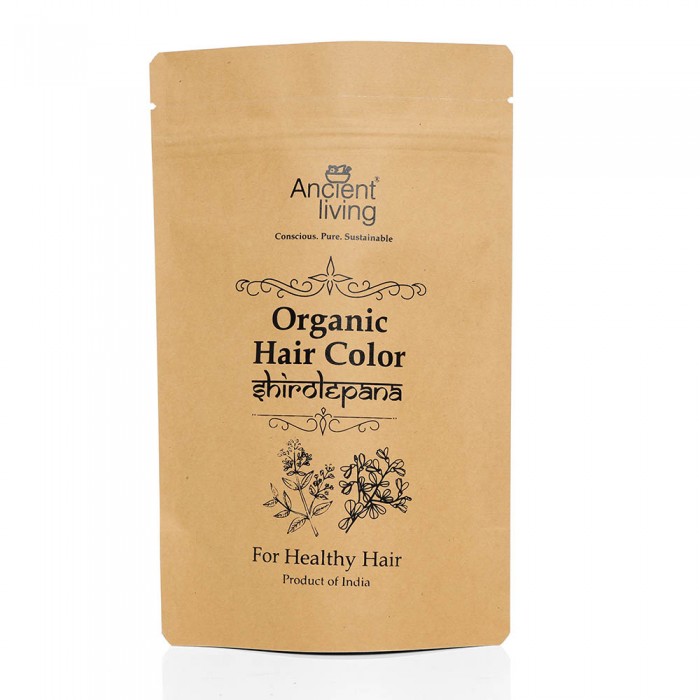 Ancient®
living
Conscious. Pure. Sustainable
Organic
Hair Color
shirolepana
For Healthy Hair
Product of India